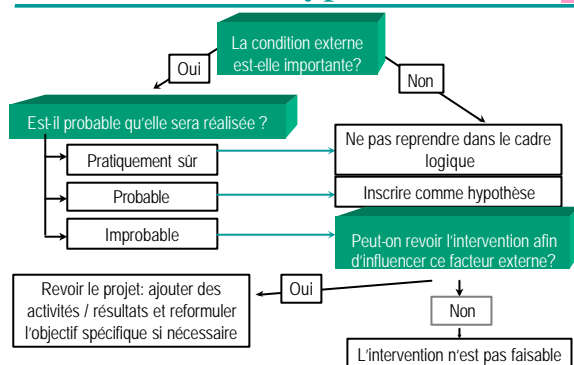 La condition externe
est-elle importante?
Oui
Non
Est-il probable qu'elle sera réalisée ?
Ne pas reprendre dans le cadre
logique
Pratiquement sûr
Probable
Inscrire comme hypothèse
Improbable
Peut-on revoir l'intervention afin
d'influencer ce facteur externe?
Revoir le projet: ajouter des
activités / résultats et reformuler
l'objectif spécifique si nécessaire
Oui
Non
L'intervention n'est pas faisable